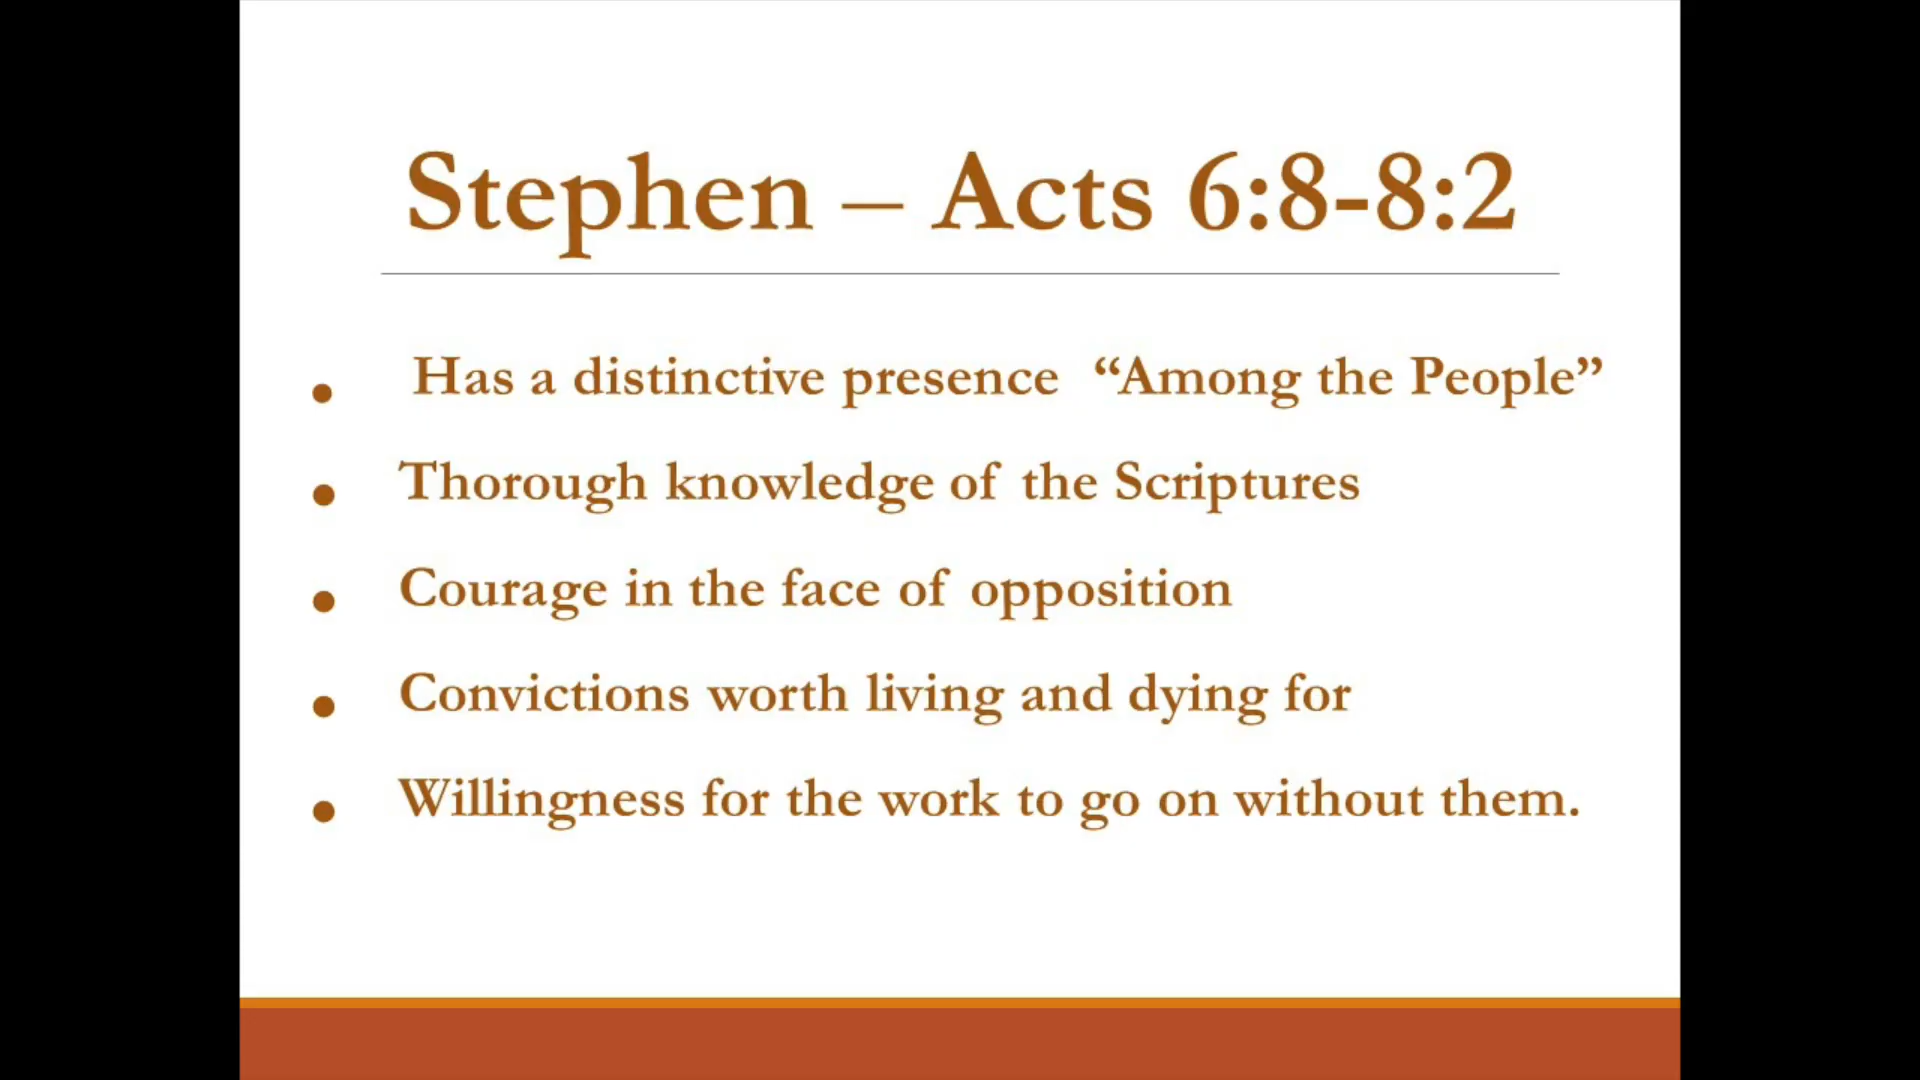 Stephen – Acts 6:8-8:2
• Has a distinctive presence “Among the People”
• Thorough knowledge of the Scriptures
• Courage in the face of opposition
• Convictions worth living and dying for
• Willingness for the work to go on without them.